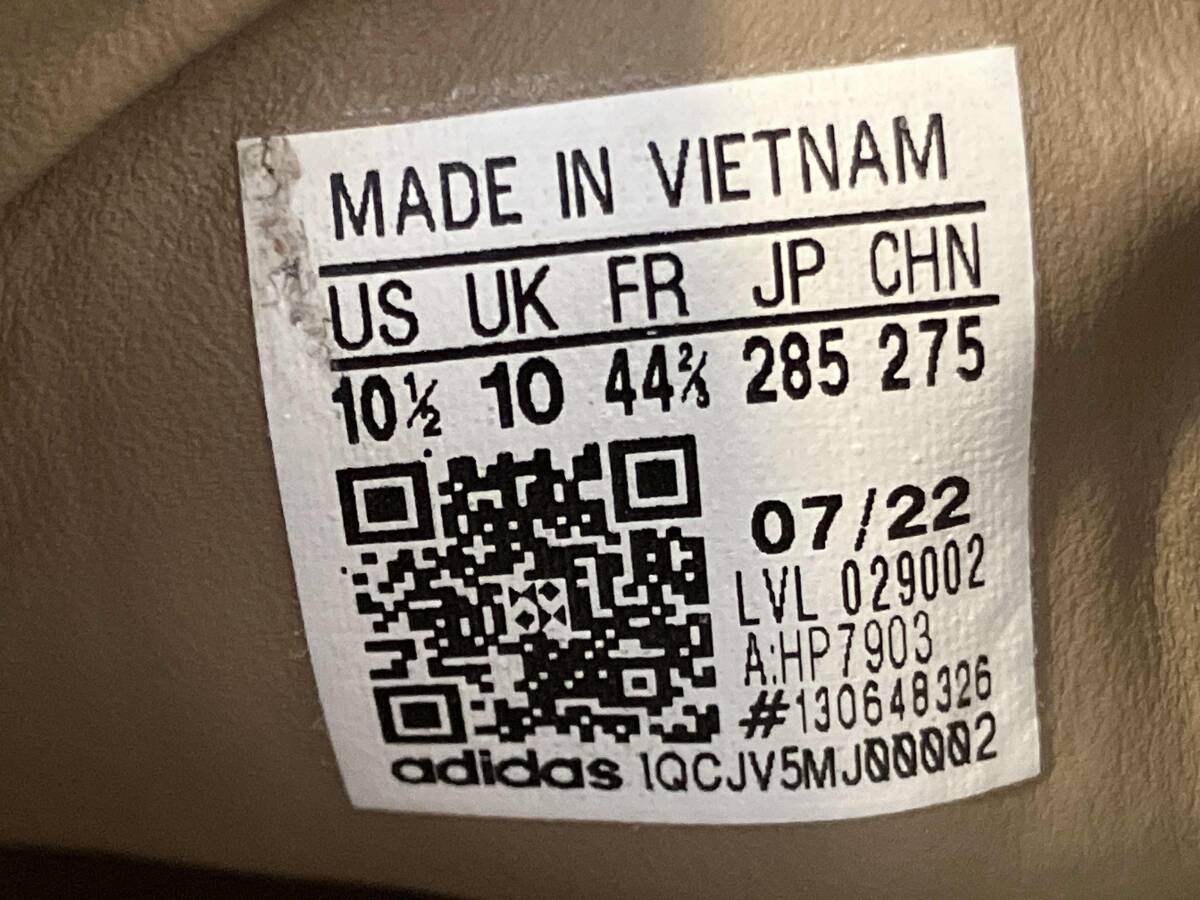 MADE IN VIETNAM
US UK FR JP CHN
10½ 10 44⅔ 285 275
07/22
LVL 029002
A:HP7903
#130648326
adidas 1QCJV5MJ00002